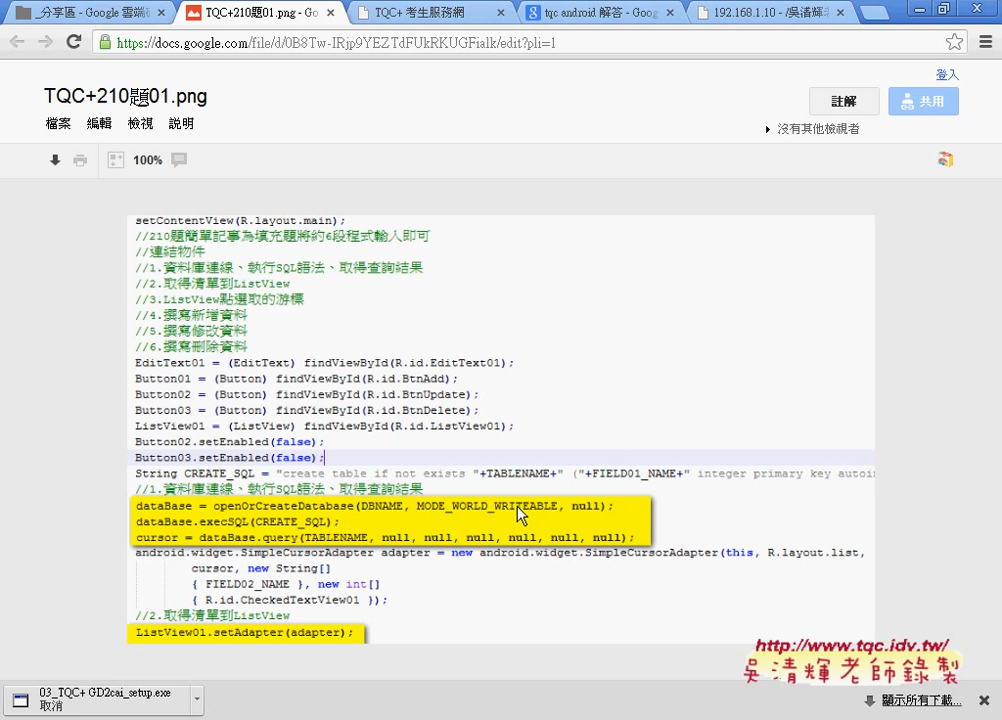 _分享區 - Google 雲端硬
TQC+210題01.png - Go
TQC+ 考生服務網
tqc android 解答 - Goog
192.168.1.10 - /吳清輝老
https://docs.google.com/file/d/0B8Tw-IRjp9YEZTdFUkRKUGFialk/edit?pli=1
登入
TQC+210題01.png
註解
共用
檔案 編輯 檢視 說明
沒有其他檢視者
100%
setContentView(R.layout.main);
//210題簡單記事為填充題將約6段程式輸入即可
//連結物件
//1.資料庫連線、執行SQL語法、取得查詢結果
//2.取得清單到ListView
//3.ListView點選取的游標
//4.撰寫新增資料
//5.撰寫修改資料
//6.撰寫刪除資料
EditText01 = (EditText) findViewById(R.id.EditText01);
Button01 = (Button) findViewById(R.id.BtnAdd);
Button02 = (Button) findViewById(R.id.BtnUpdate);
Button03 = (Button) findViewById(R.id.BtnDelete);
ListView01 = (ListView) findViewById(R.id.ListView01);
Button02.setEnabled(false);
Button03.setEnabled(false);
String CREATE_SQL = "create table if not exists "+TABLENAME+" ("+FIELD01_NAME+" integer primary key autoin
//1.資料庫連線、執行SQL語法、取得查詢結果
dataBase = openOrCreateDatabase(DBNAME, MODE_WORLD_WRITEABLE, null);
dataBase.execSQL(CREATE_SQL);
cursor = dataBase.query(TABLENAME, null, null, null, null, null, null);
android.widget.SimpleCursorAdapter adapter = new android.widget.SimpleCursorAdapter(this, R.layout.list,
cursor, new String[]
{ FIELD02_NAME }, new int[]
{ R.id.CheckedTextView01 });
//2.取得清單到ListView
ListView01.setAdapter(adapter);
http://www.tqc.idv.tw/
吳清輝老師錄製
03_TQC+ GD2cai_setup.exe
取消
顯示所有下載...